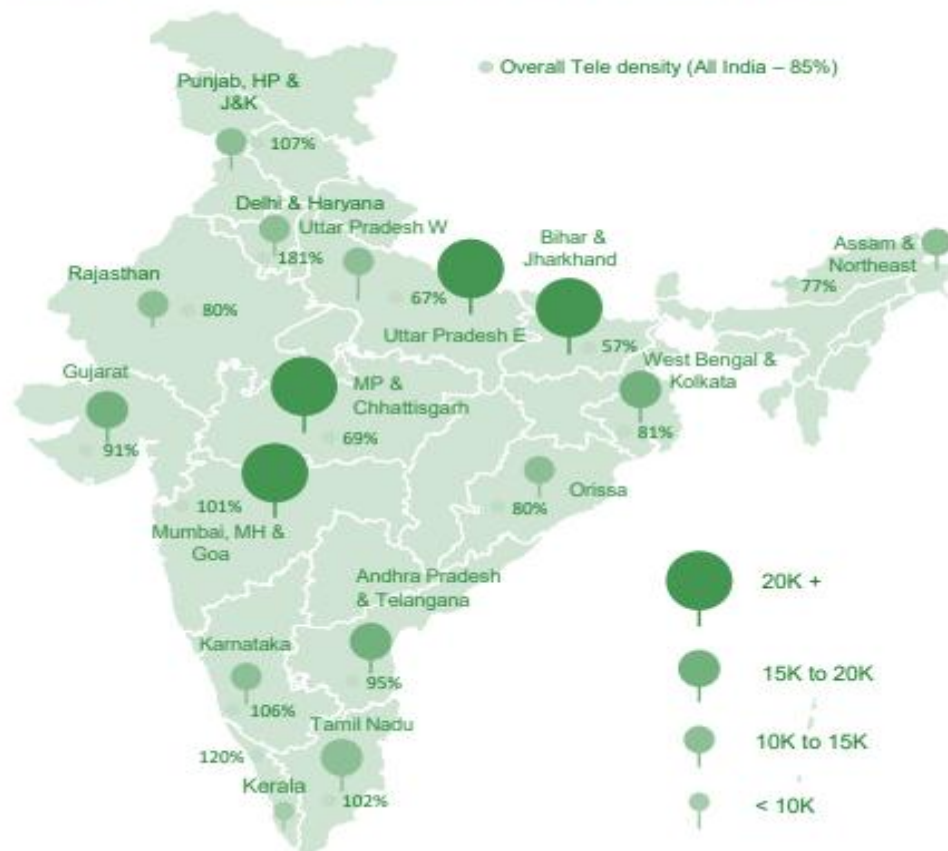 Overall Tele density (All India – 85%)
Punjab, HP &
J&K
107%
Delhi & Haryana
181%
Uttar Pradesh W
67%
Uttar Pradesh E
Bihar &
Jharkhand
57%
Assam &
Northeast
77%
Rajasthan
80%
Gujarat
91%
MP &
Chhattisgarh
69%
West Bengal &
Kolkata
81%
101%
Mumbai, MH &
Goa
80%
Orissa
Andhra Pradesh
& Telangana
95%
Karnataka
106%
Tamil Nadu
102%
120%
Kerala
20K +
15K to 20K
10K to 15K
< 10K